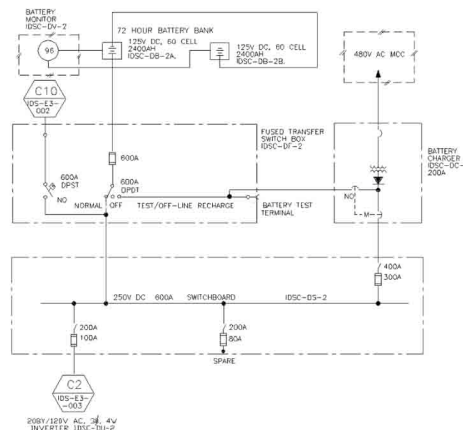 BATTERY
MONITOR
IDSC-DV-2
96
72 HOUR BATTERY BANK
125V DC, 60 CELL
2400AH
IDSC-DB-2A.
125V DC, 60 CELL
2400AH
IDSC-DB-2B.
480V AC MCC
C10
IDS-E3-
002
FUSED TRANSFER
SWITCH BOX
IDSC-DF-2
BATTERY
CHARGER
IDSC-DC-
200A
600A
600A
DPST
NO
600A
DPDT
NORMAL
OFF
TEST/OFF-LINE RECHARGE
BATTERY TEST
TERMINAL
NC
M
400A
300A
250V DC 600A SWITCHBOARD IDSC-DS-2
200A
100A
200A
80A
SPARE
C2
IDS-E3-
-003
208Y/120V AC, 3Ø, 4W
INVERTER IDSC-DU-2